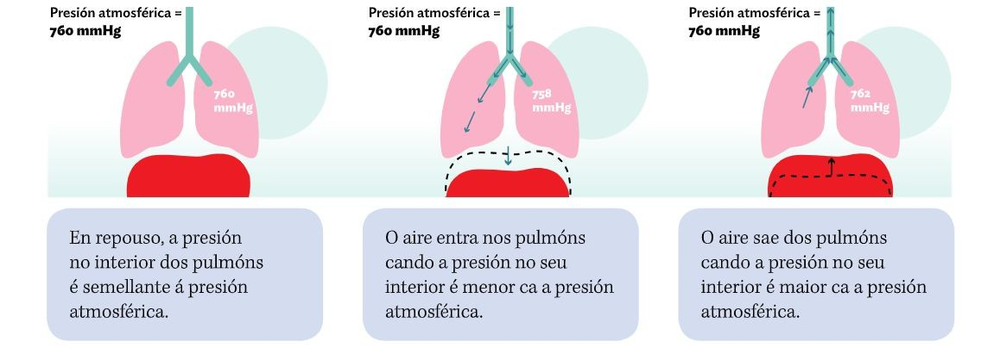 Presión atmosférica =
760 mmHg
760
mmHg
En repouso, a presión
no interior dos pulmóns
é semellante á presión
atmosférica.
Presión atmosférica =
760 mmHg
758
mmHg
O aire entra nos pulmóns
cando a presión no seu
interior é menor ca a presión
atmosférica.
Presión atmosférica =
760 mmHg
762
mmHg
O aire sae dos pulmóns
cando a presión no seu
interior é maior ca a presión
atmosférica.